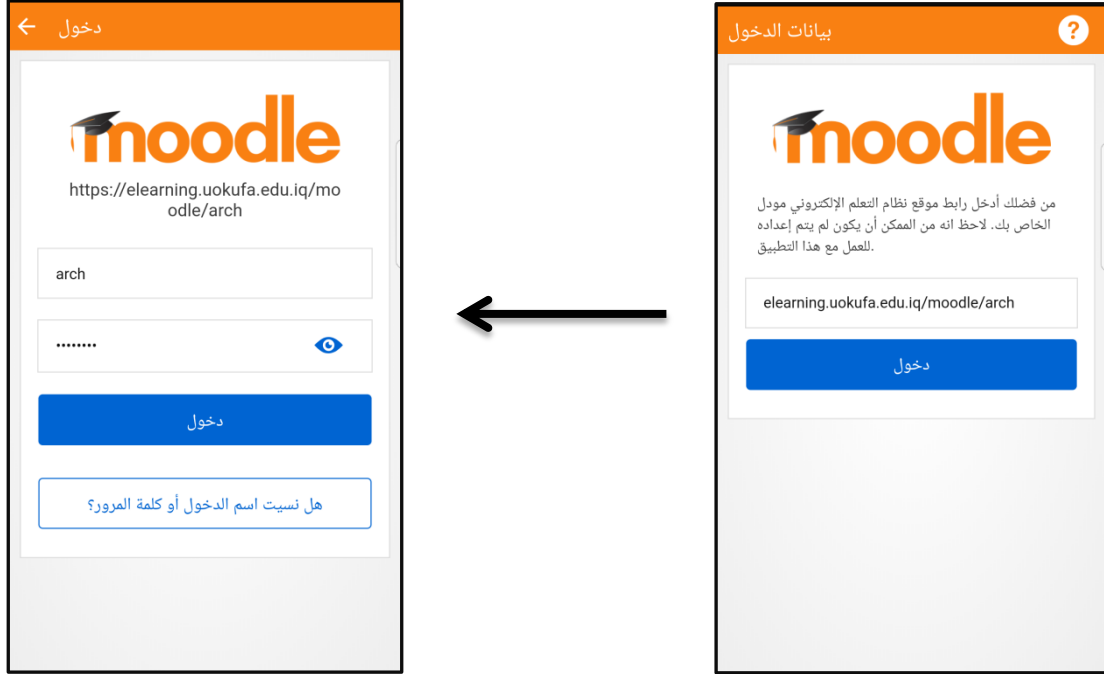 بيانات الدخول
?
moodle
من فضلك أدخل رابط موقع نظام التعلم الإلكتروني مودل
الخاص بك. لاحظ انه من الممكن أن يكون لم يتم إعداده
.للعمل مع هذا التطبيق
elearning.uokufa.edu.iq/moodle/arch
دخول
دخول
moodle
https://elearning.uokufa.edu.iq/mo
odle/arch
arch
••••••••
دخول
هل نسيت اسم الدخول أو كلمة المرور؟